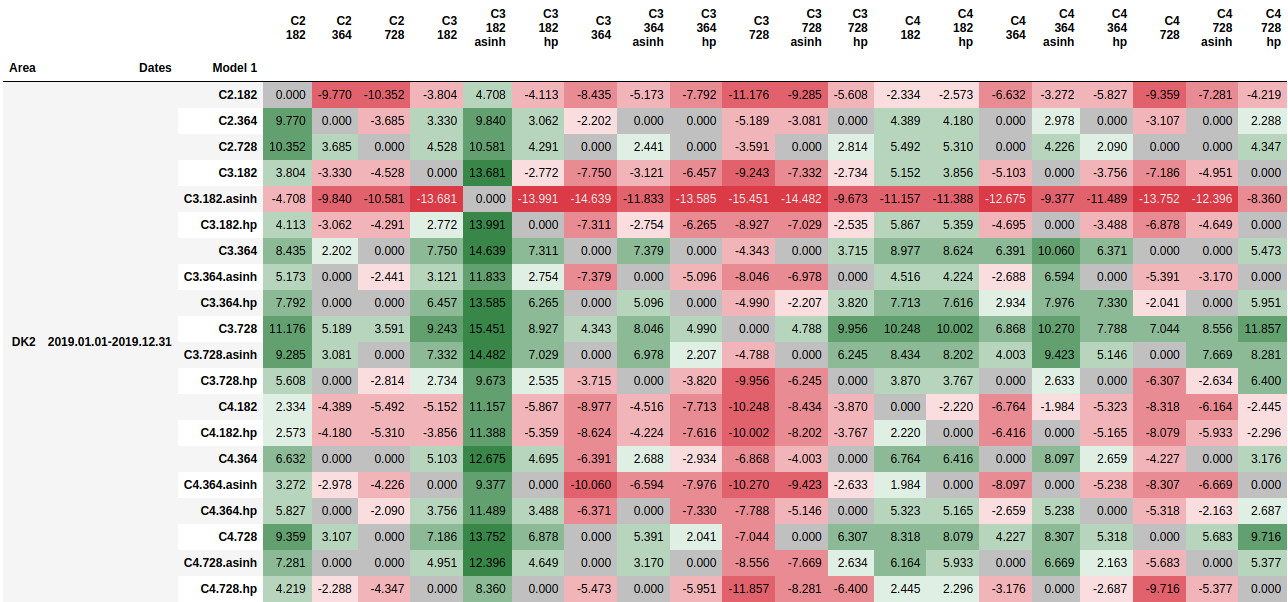 C2 C2 C2 C3 C3 C3 C3 C3 C3 C3 C3 C3 C4 C4 C4 C4 C4 C4 C4 C4
182 364 728 182 182 182 364 364 364 728 728 728 182 182 364 364 364 728 728 728
asinh hp asinh hp asinh hp hp asinh hp asinh hp
Area Dates Model 1
C2.182 0.000 -9.770 -10.352 -3.804 4.708 -4.113 -8.435 -5.173 -7.792 -11.176 -9.285 -5.608 -2.334 -2.573 -6.632 -3.272 -5.827 -9.359 -7.281 -4.219
C2.364 9.770 0.000 -3.685 3.330 9.840 3.062 -2.202 0.000 0.000 -5.189 -3.081 0.000 4.389 4.180 0.000 2.978 0.000 -3.107 0.000 2.288
C2.728 10.352 3.685 0.000 4.528 10.581 4.291 0.000 2.441 0.000 -3.591 0.000 2.814 5.492 5.310 0.000 4.226 2.090 0.000 0.000 4.347
C3.182 3.804 -3.330 -4.528 0.000 13.681 -2.772 -7.750 -3.121 -6.457 -9.243 -7.332 -2.734 5.152 3.856 -5.103 0.000 -3.756 -7.186 -4.951 0.000
C3.182.asinh -4.708 -9.840 -10.581 -13.681 0.000 -13.991 -14.639 -11.833 -13.585 -15.451 -14.482 -9.673 -11.157 -11.388 -12.675 -9.377 -11.489 -13.752 -12.396 -8.360
C3.182.hp 4.113 -3.062 -4.291 2.772 13.991 0.000 -7.311 -2.754 -6.265 -8.927 -7.029 -2.535 5.867 5.359 -4.695 0.000 -3.488 -6.878 -4.649 0.000
C3.364 8.435 2.202 0.000 7.750 14.639 7.311 0.000 7.379 0.000 -4.343 0.000 3.715 8.977 8.624 6.391 10.060 6.371 0.000 0.000 5.473
C3.364.asinh 5.173 0.000 -2.441 3.121 11.833 2.754 -7.379 0.000 -5.096 -8.046 -6.978 0.000 4.516 4.224 -2.688 6.594 0.000 -5.391 -3.170 0.000
C3.364.hp 7.792 0.000 0.000 6.457 13.585 6.265 0.000 5.096 0.000 -4.990 -2.207 3.820 7.713 7.616 2.934 7.976 7.330 -2.041 0.000 5.951
C3.728 11.176 5.189 3.591 9.243 15.451 8.927 4.343 8.046 4.990 0.000 4.788 9.956 10.248 10.002 6.868 10.270 7.788 7.044 8.556 11.857
DK2 2019.01.01-2019.12.31
C3.728.asinh 9.285 3.081 0.000 7.332 14.482 7.029 0.000 6.978 2.207 -4.788 0.000 6.245 8.434 8.202 4.003 9.423 5.146 0.000 7.669 8.281
C3.728.hp 5.608 0.000 -2.814 2.734 9.673 2.535 -3.715 0.000 -3.820 -9.956 -6.245 0.000 3.870 3.767 0.000 2.633 0.000 -6.307 -2.634 6.400
C4.182 2.334 -4.389 -5.492 -5.152 11.157 -5.867 -8.977 -4.516 -7.713 -10.248 -8.434 -3.870 0.000 -2.220 -6.764 -1.984 -5.323 -8.318 -6.164 -2.445
C4.182.hp 2.573 -4.180 -5.310 -3.856 11.388 -5.359 -8.624 -4.224 -7.616 -10.002 -8.202 -3.767 2.220 0.000 -6.416 0.000 -5.165 -8.079 -5.933 -2.296
C4.364 6.632 0.000 0.000 5.103 12.675 4.695 -6.391 2.688 -2.934 -6.868 -4.003 0.000 6.764 6.416 0.000 8.097 2.659 -4.227 0.000 3.176
C4.364.asinh 3.272 -2.978 -4.226 0.000 9.377 0.000 -10.060 -6.594 -7.976 -10.270 -9.423 -2.633 1.984 0.000 -8.097 0.000 -5.238 -8.307 -6.669 0.000
C4.364.hp 5.827 0.000 -2.090 3.756 11.489 3.488 -6.371 0.000 -7.330 -7.788 -5.146 0.000 5.323 5.165 -2.659 5.238 0.000 -5.318 -2.163 2.687
C4.728 9.359 3.107 0.000 7.186 13.752 6.878 0.000 5.391 2.041 -7.044 0.000 6.307 8.318 8.079 4.227 8.307 5.318 0.000 5.683 9.716
C4.728.asinh 7.281 0.000 0.000 4.951 12.396 4.649 0.000 3.170 0.000 -8.556 -7.669 2.634 6.164 5.933 0.000 6.669 2.163 -5.683 0.000 5.377
C4.728.hp 4.219 -2.288 -4.347 0.000 8.360 0.000 -5.473 0.000 -5.951 -11.857 -8.281 -6.400 2.445 2.296 -3.176 0.000 -2.687 -9.716 -5.377 0.000